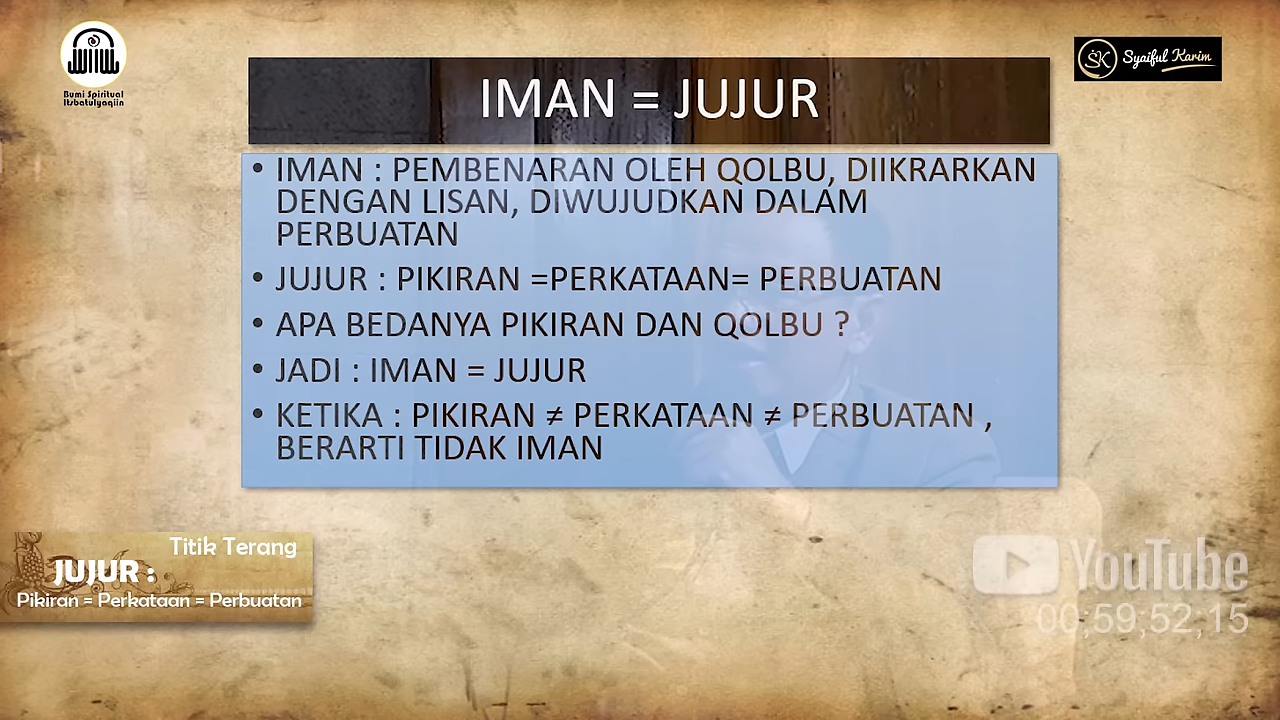 Bumi Spiritual
Itsbatulyaqiin
SK Syaiful Karim
IMAN = JUJUR
• IMAN : PEMBENARAN OLEH QOLBU, DIIKRARKAN
DENGAN LISAN, DIWUJUDKAN DALAM
PERBUATAN
• JUJUR : PIKIRAN =PERKATAAN= PERBUATAN
• APA BEDANYA PIKIRAN DAN QOLBU ?
• JADI : IMAN = JUJUR
• KETIKA : PIKIRAN ≠ PERKATAAN ≠ PERBUATAN ,
BERARTI TIDAK IMAN
Titik Terang
JUJUR :
Pikiran = Perkataan = Perbuatan
YouTube
00;59;52;15